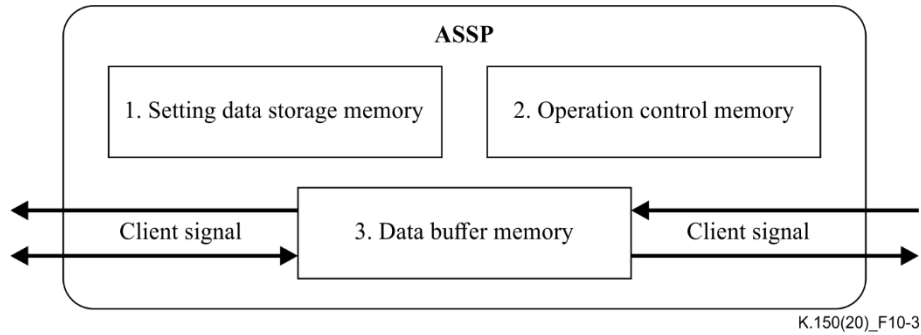 ASSP
1. Setting data storage memory
2. Operation control memory
Client signal
3. Data buffer memory
Client signal
K.150(20)_F10-3